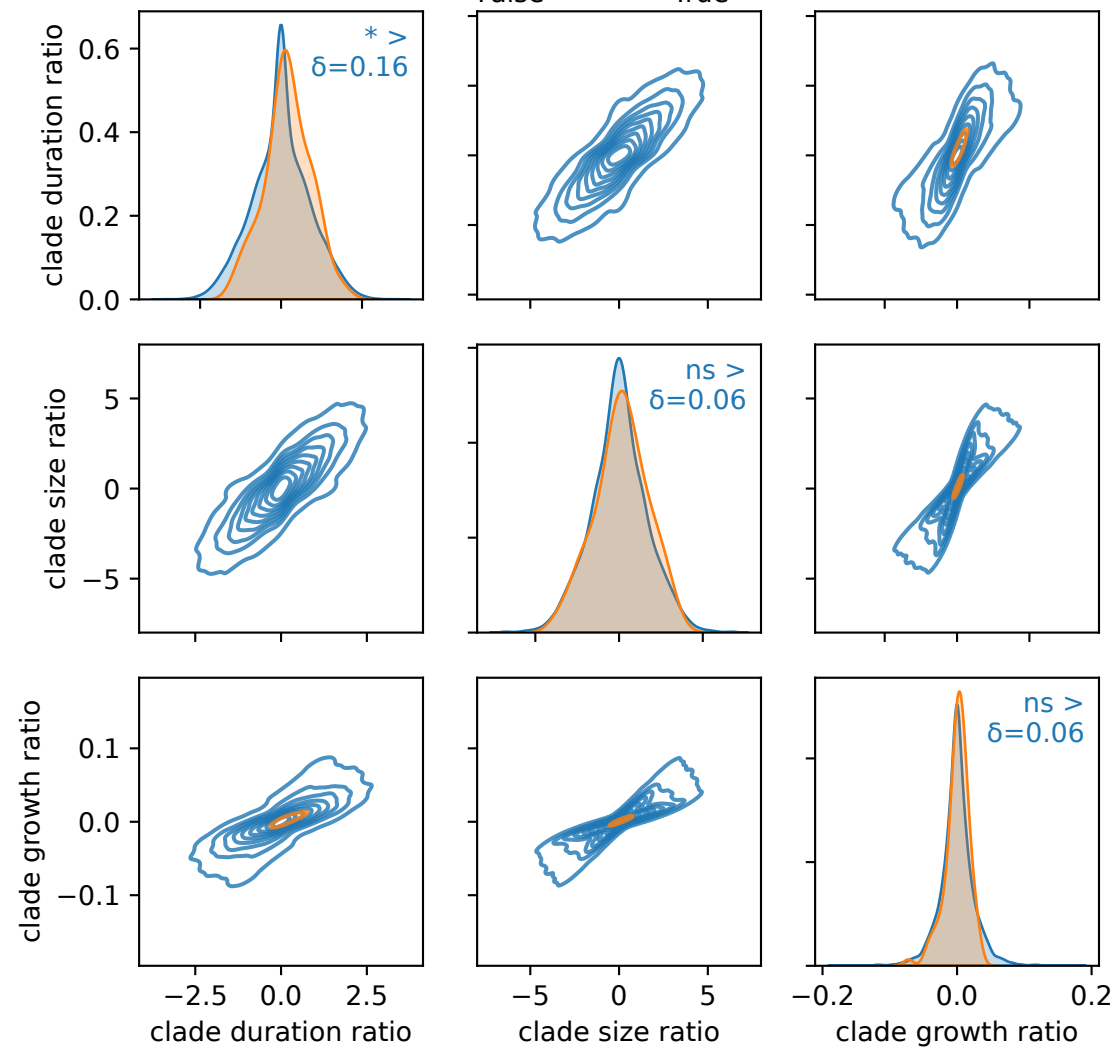 True
* >
δ=0.16
clade duration ratio
0.6
0.4
0.2
0.0
ns >
δ=0.06
clade size ratio
5
0
−5
ns >
δ=0.06
clade growth ratio
0.1
0.0
−0.1
−2.5 0.0 2.5
−5 0 5
−0.2 0.0 0.2
clade duration ratio
clade size ratio
clade growth ratio